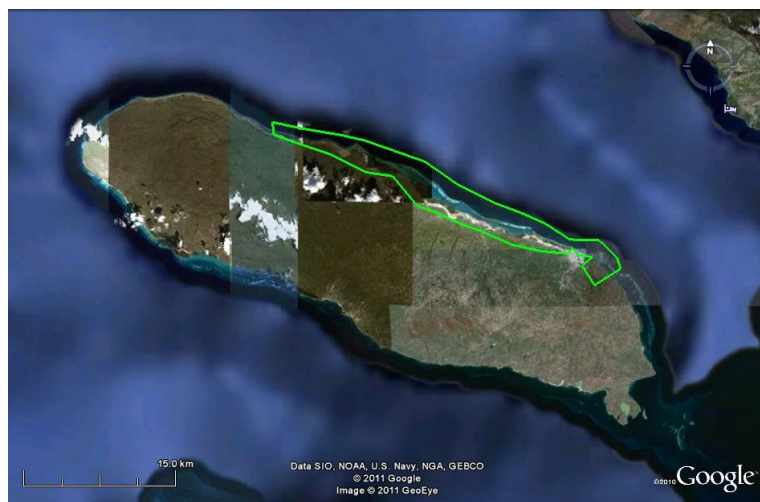 N
15.0 km
Data SIO, NOAA, U.S. Navy, NGA, GEBCO
© 2011 Google
Image © 2011 GeoEye
©2010 Google